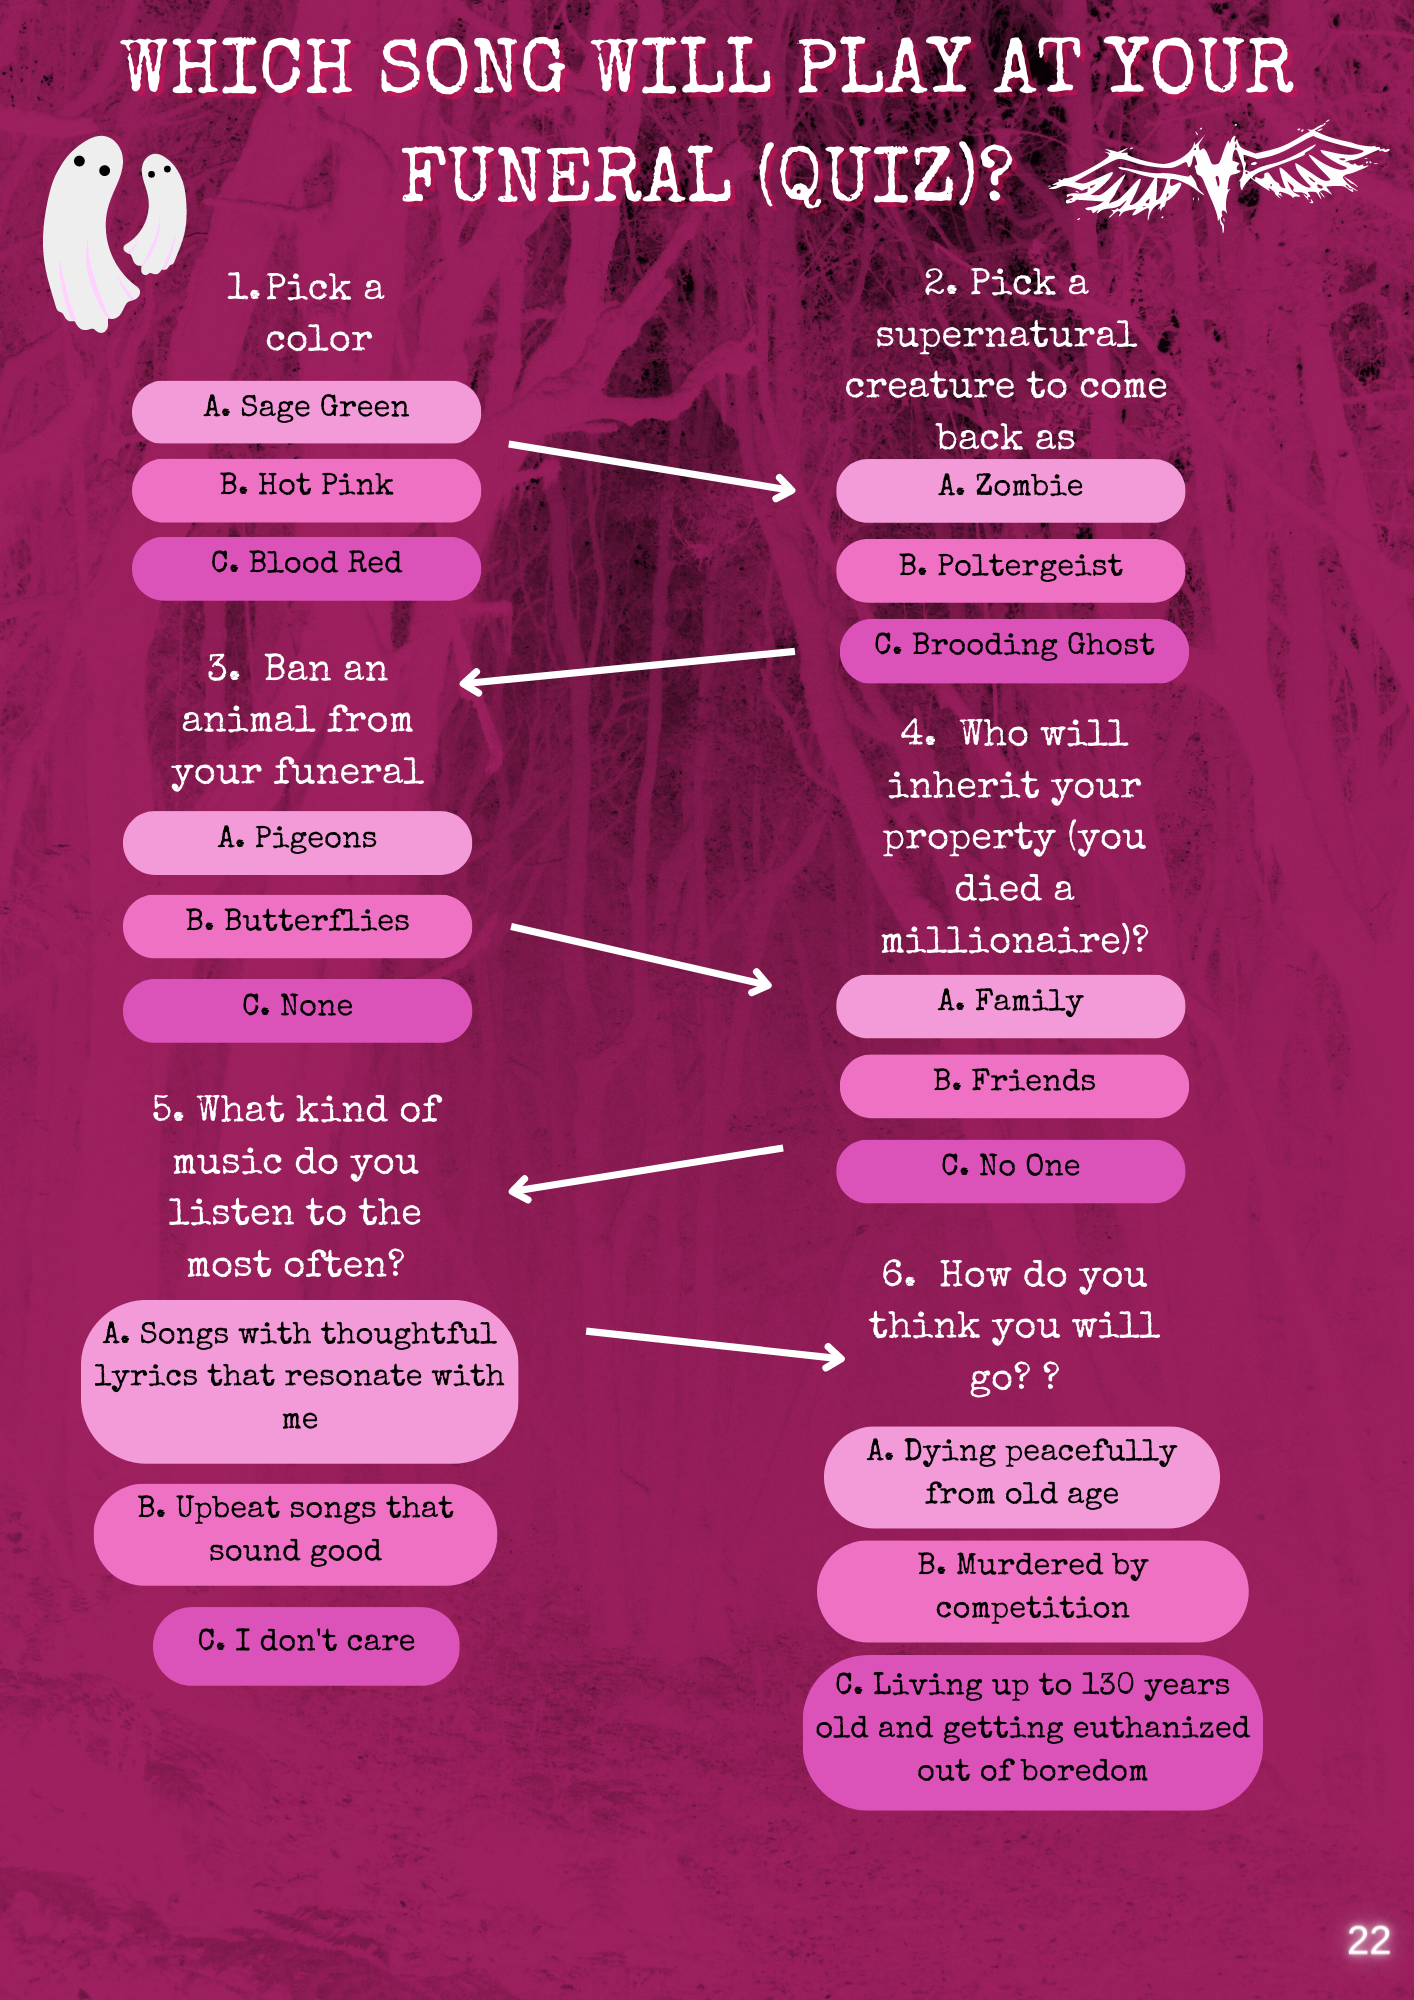 WHICH SONG WILL PLAY AT YOUR
FUNERAL (QUIZ)?
1. Pick a
color
A. Sage Green
B. Hot Pink
C. Blood Red
2. Pick a
supernatural
creature to come
back as
A. Zombie
B. Poltergeist
C. Brooding Ghost
3. Ban an
animal from
your funeral
A. Pigeons
B. Butterflies
C. None
4. Who will
inherit your
property (you
died a
millionaire)?
A. Family
B. Friends
C. No One
5. What kind of
music do you
listen to the
most often?
A. Songs with thoughtful
lyrics that resonate with
me
B. Upbeat songs that
sound good
C. I don't care
6. How do you
think you will
go? ?
A. Dying peacefully
from old age
B. Murdered by
competition
C. Living up to 130 years
old and getting euthanized
out of boredom
22